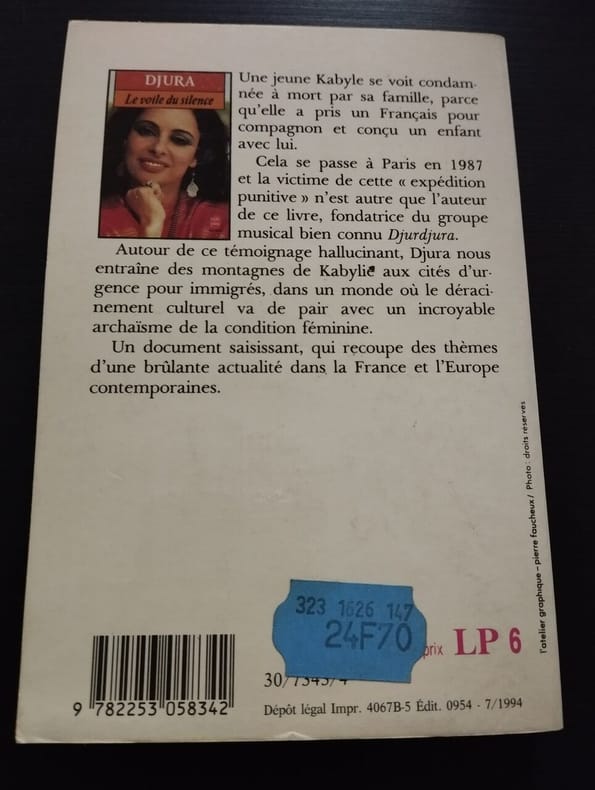 DJURA
Le voile du silence
Une jeune Kabyle se voit condam-
née à mort par sa famille, parce
qu'elle a pris un Français pour
compagnon et conçu un enfant
avec lui.
Cela se passe à Paris en 1987
et la victime de cette « expédition
punitive » n'est autre que l'auteur
de ce livre, fondatrice du groupe
musical bien connu Djurdjura.
Autour de ce témoignage hallucinant, Djura nous
entraîne des montagnes de Kabylie aux cités d'ur-
gence pour immigrés, dans un monde où le déraci-
nement culturel va de pair avec un incroyable
archaïsme de la condition féminine.
Un document saisissant, qui recoupe des thèmes
d'une brûlante actualité dans la France et l'Europe
contemporaines.
l'atelier graphique – pierre faucheux / Photo : droits réservés
323 1626 147
24F70
prix LP 6
30/7343/4
9 782253 058342
Dépôt légal Impr. 4067B-5 Édit. 0954 - 7/1994